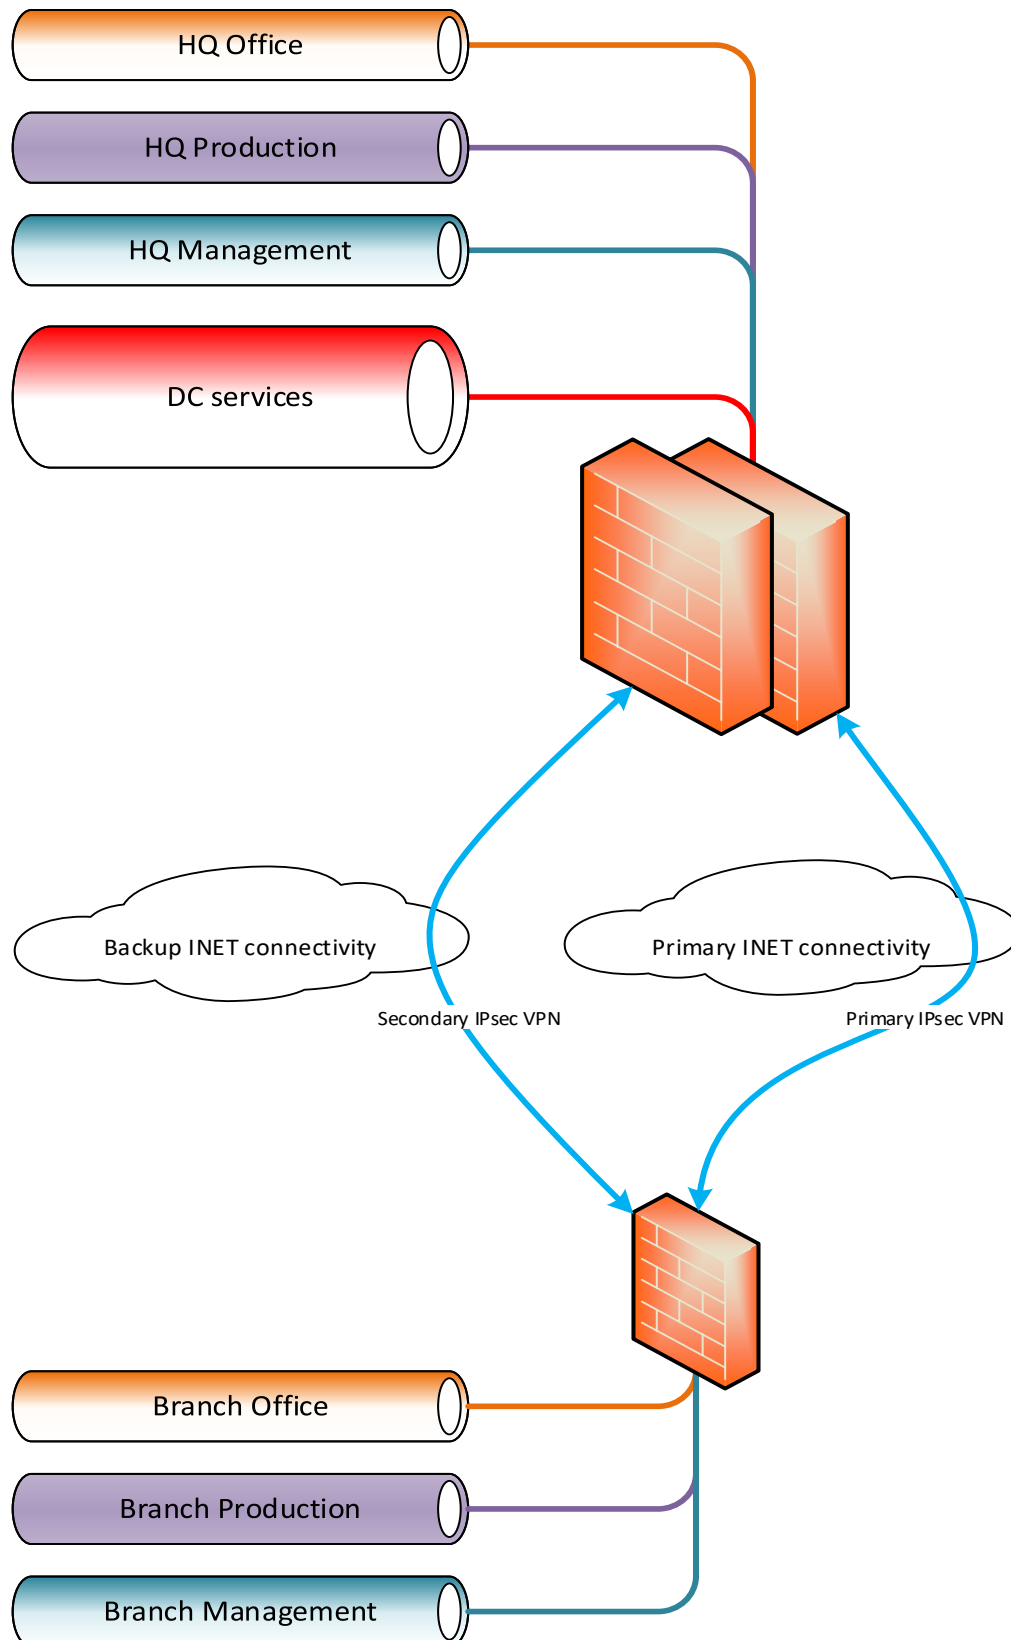 HQ Office
HQ Production
HQ Management
DC services
Backup INET connectivity
Primary INET connectivity
Secondary IPsec VPN
Primary IPsec VPN
Branch Office
Branch Production
Branch Management